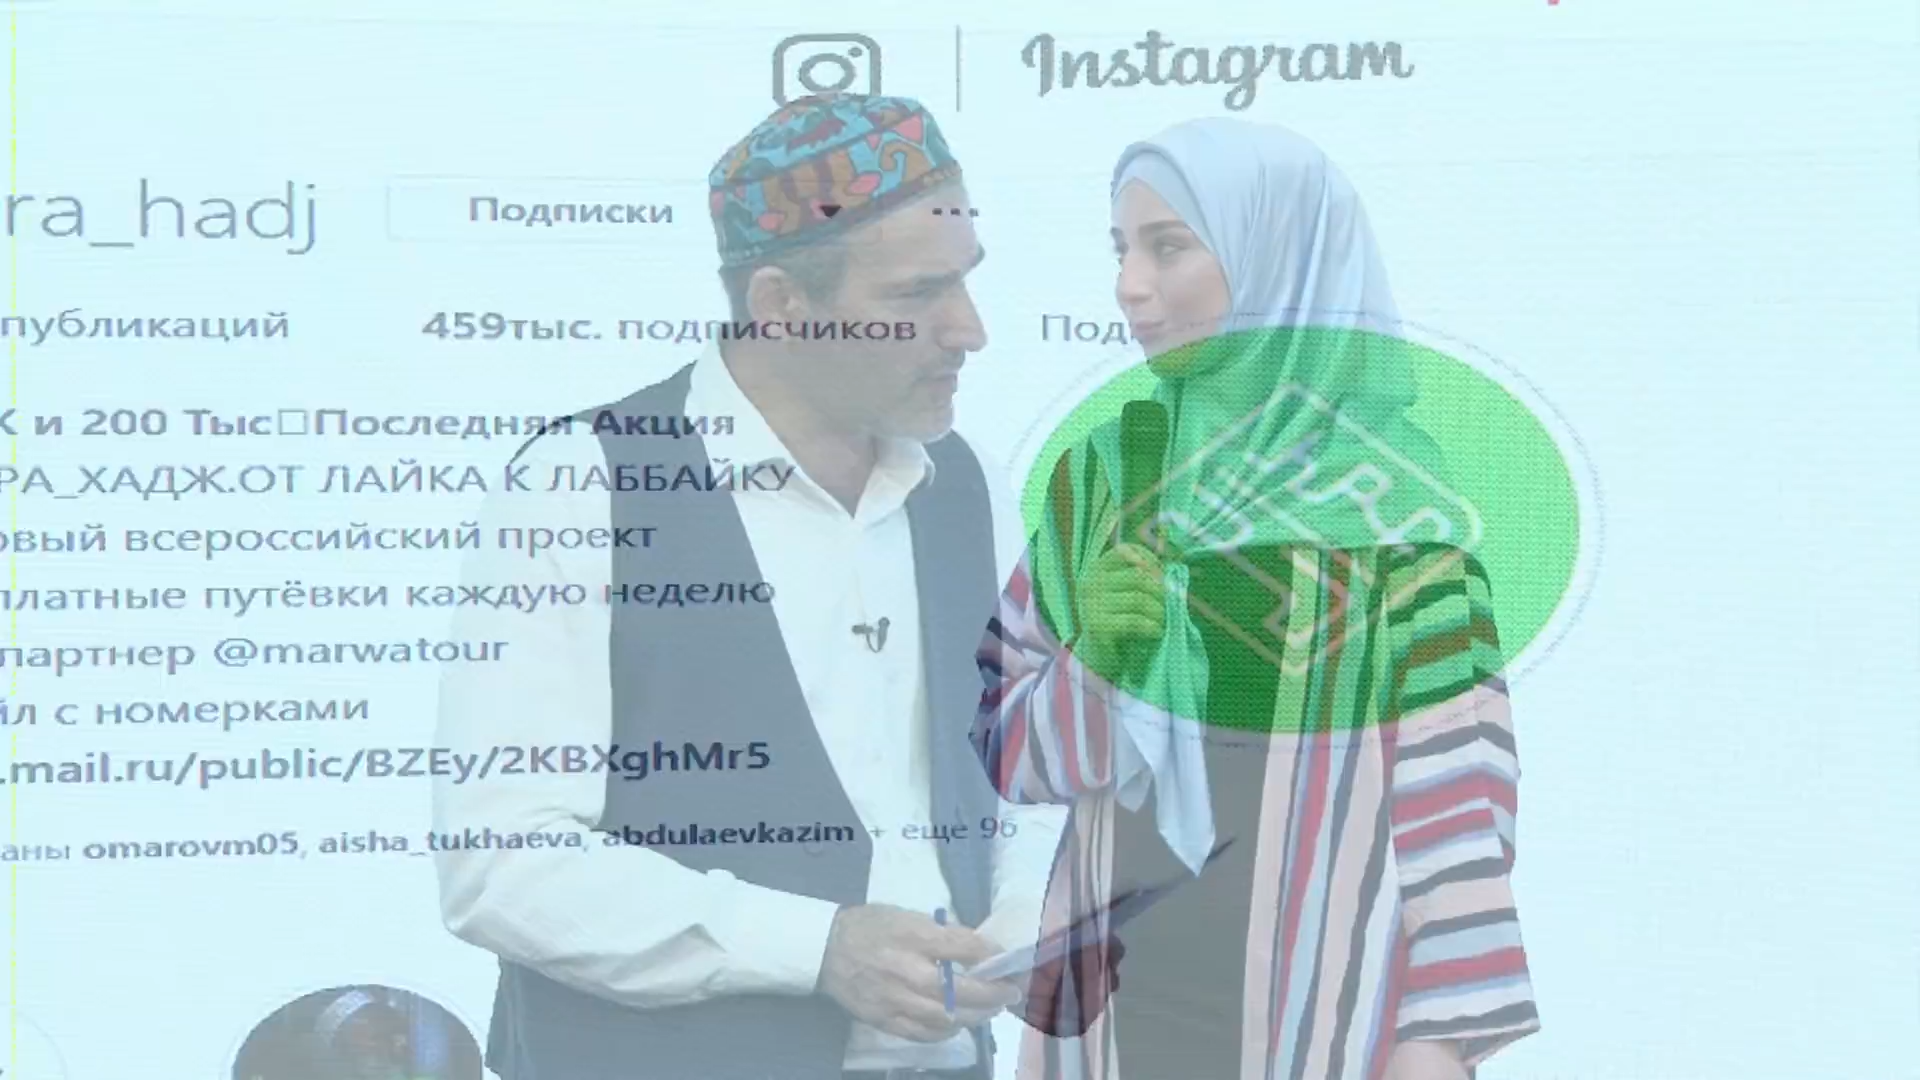 Instagram
ra_hadj Подписки ...
публикаций 459тыс. подписчиков Под
К и 200 Тыс Последняя Акция
РА_ХАДЖ.ОТ ЛАЙКА К ЛАББАЙКУ
овый всероссийский проект
платные путёвки каждую неделю
партнер @marwatour
йл с номерками
.mail.ru/public/BZEy/2KBXghMr5
аны omarovm05, aisha_tukhaeva, abdulaevkazim + еще 96